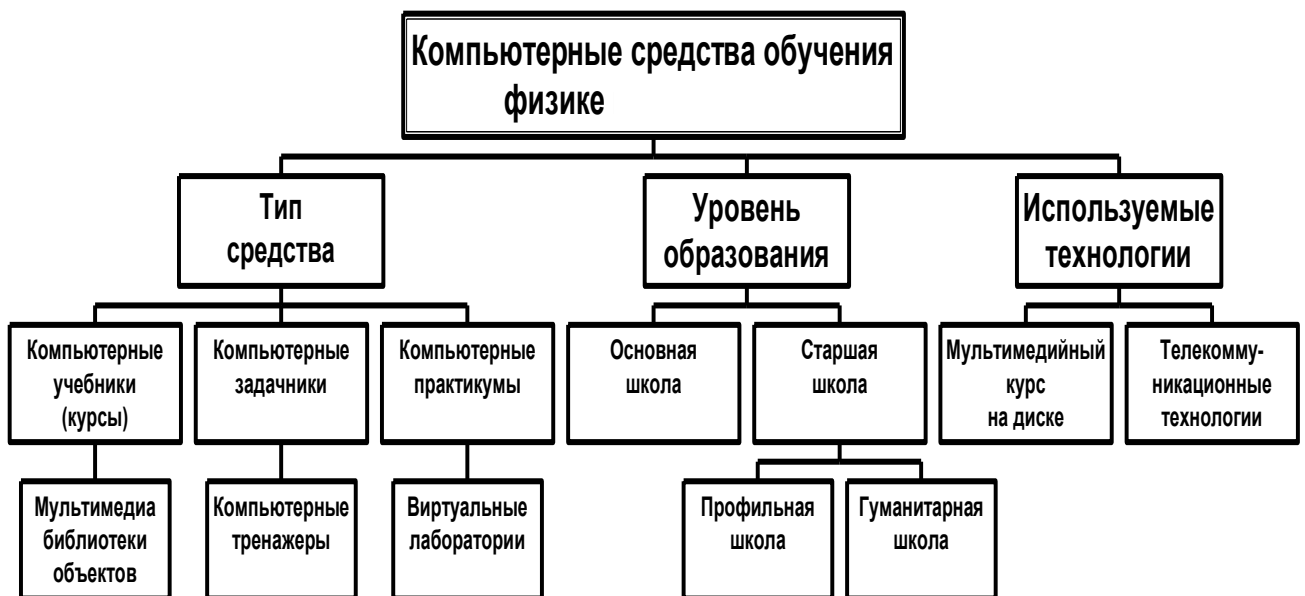 Компьютерные средства обучения
физике
Тип
средства
Уровень
образования
Используемые
технологии
Компьютерные
учебники
(курсы)
Компьютерные
задачники
Компьютерные
практикумы
Основная
школа
Старшая
школа
Мультимедийный
курс
на диске
Телекомму-
никационные
технологии
Мультимедиа
библиотеки
объектов
Компьютерные
тренажеры
Виртуальные
лаборатории
Профильная
школа
Гуманитарная
школа